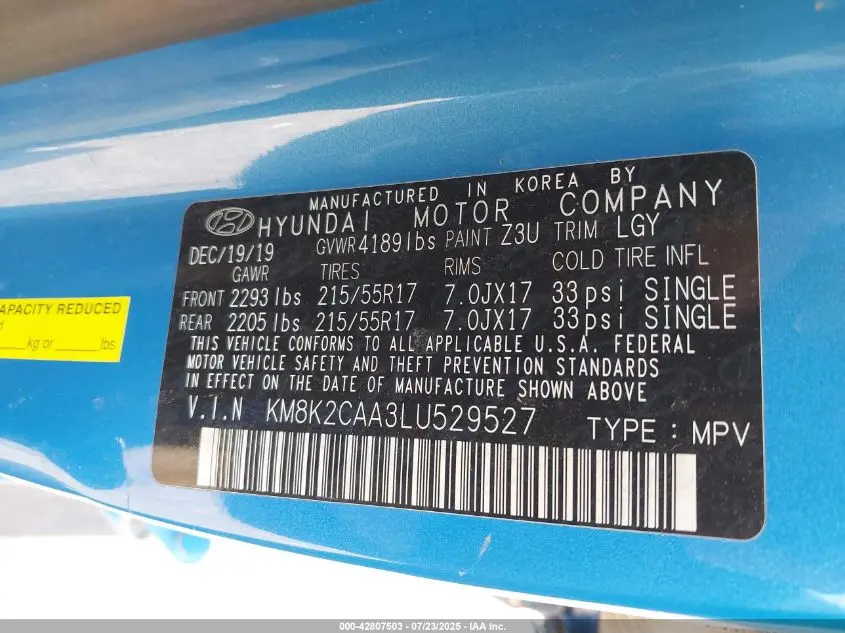 MANUFACTURED IN KOREA BY
HYUNDAI MOTOR COMPANY
DEC/19/19 GVWR 4189 lbs PAINT Z3U TRIM LGY
GAWR TIRES RIMS COLD TIRE INFL
FRONT 2293 lbs 215/55R17 7.0JX17 33 psi SINGLE
REAR 2205 lbs 215/55R17 7.0JX17 33 psi SINGLE
THIS VEHICLE CONFORMS TO ALL APPLICABLE U.S.A. FEDERAL
MOTOR VEHICLE SAFETY AND THEFT PREVENTION STANDARDS
IN EFFECT ON THE DATE OF MANUFACTURE SHOWN ABOVE
V.I.N KM8K2CAA3LU529527 TYPE : MPV
CAPACITY REDUCED
kg or lbs
000-42807503 - 07/23/2025 - IAA Inc.